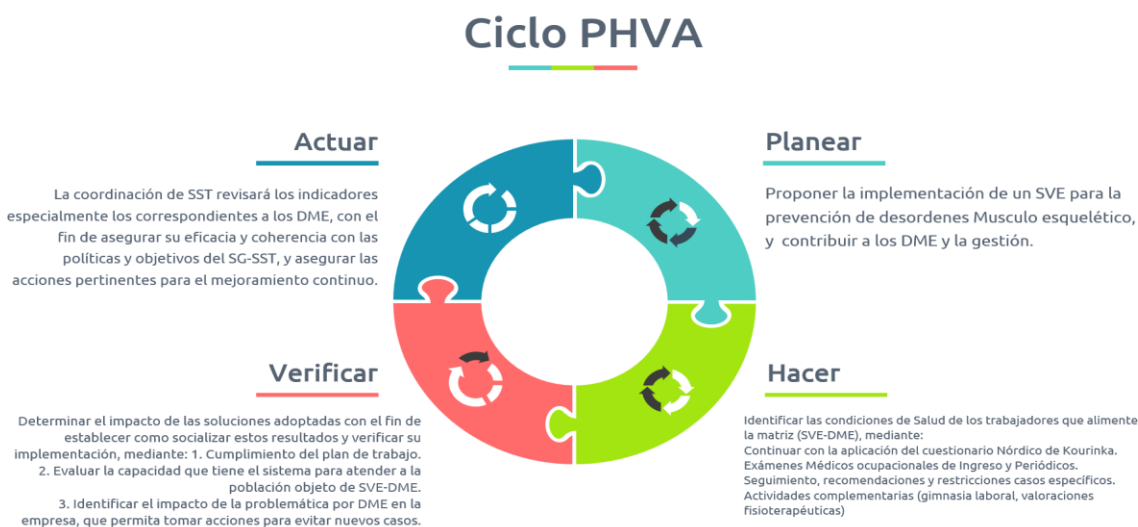 Ciclo PHVA
Actuar
La coordinación de SST revisará los indicadores
especialmente los correspondientes a los DME, con el
fin de asegurar su eficacia y coherencia con las
políticas y objetivos del SG-SST, y asegurar las
acciones pertinentes para el mejoramiento continuo.
Planear
Proponer la implementación de un SVE para la
prevención de desordenes Musculo esquelético,
y contribuir a los DME y la gestión.
Verificar
Determinar el impacto de las soluciones adoptadas con el fin de
establecer como socializar estos resultados y verificar su
implementación, mediante: 1. Cumplimiento del plan de trabajo.
2. Evaluar la capacidad que tiene el sistema para atender a la
población objeto de SVE-DME.
3. Identificar el impacto de la problemática por DME en la
empresa, que permita tomar acciones para evitar nuevos casos.
Hacer
Identificar las condiciones de Salud de los trabajadores que alimente
la matriz (SVE-DME), mediante:
Continuar con la aplicación del cuestionario Nórdico de Kourinka.
Exámenes Médicos ocupacionales de Ingreso y Periódicos.
Seguimiento, recomendaciones y restricciones casos específicos.
Actividades complementarias (gimnasia laboral, valoraciones
fisioterapéuticas)